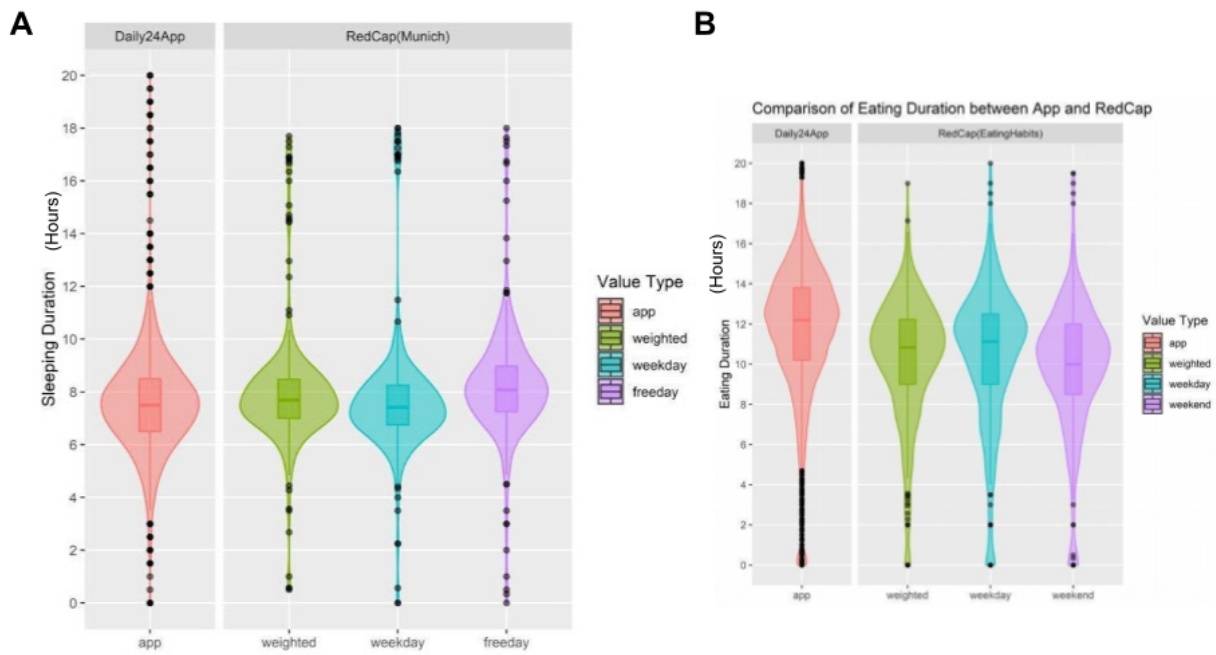 A
Daily24App
RedCap(Munich)
Sleeping Duration (Hours)
20
18
16
14
12
10
8
6
4
2
0
app
weighted
weekday
freeday
Value Type
app
weighted
weekday
freeday
B
Comparison of Eating Duration between App and RedCap
Daily24App
RedCap(EatingHabits)
Eating Duration
(Hours)
20
18
16
14
12
10
8
6
4
2
0
app
weighted
weekday
weekend
Value Type
app
weighted
weekday
weekend